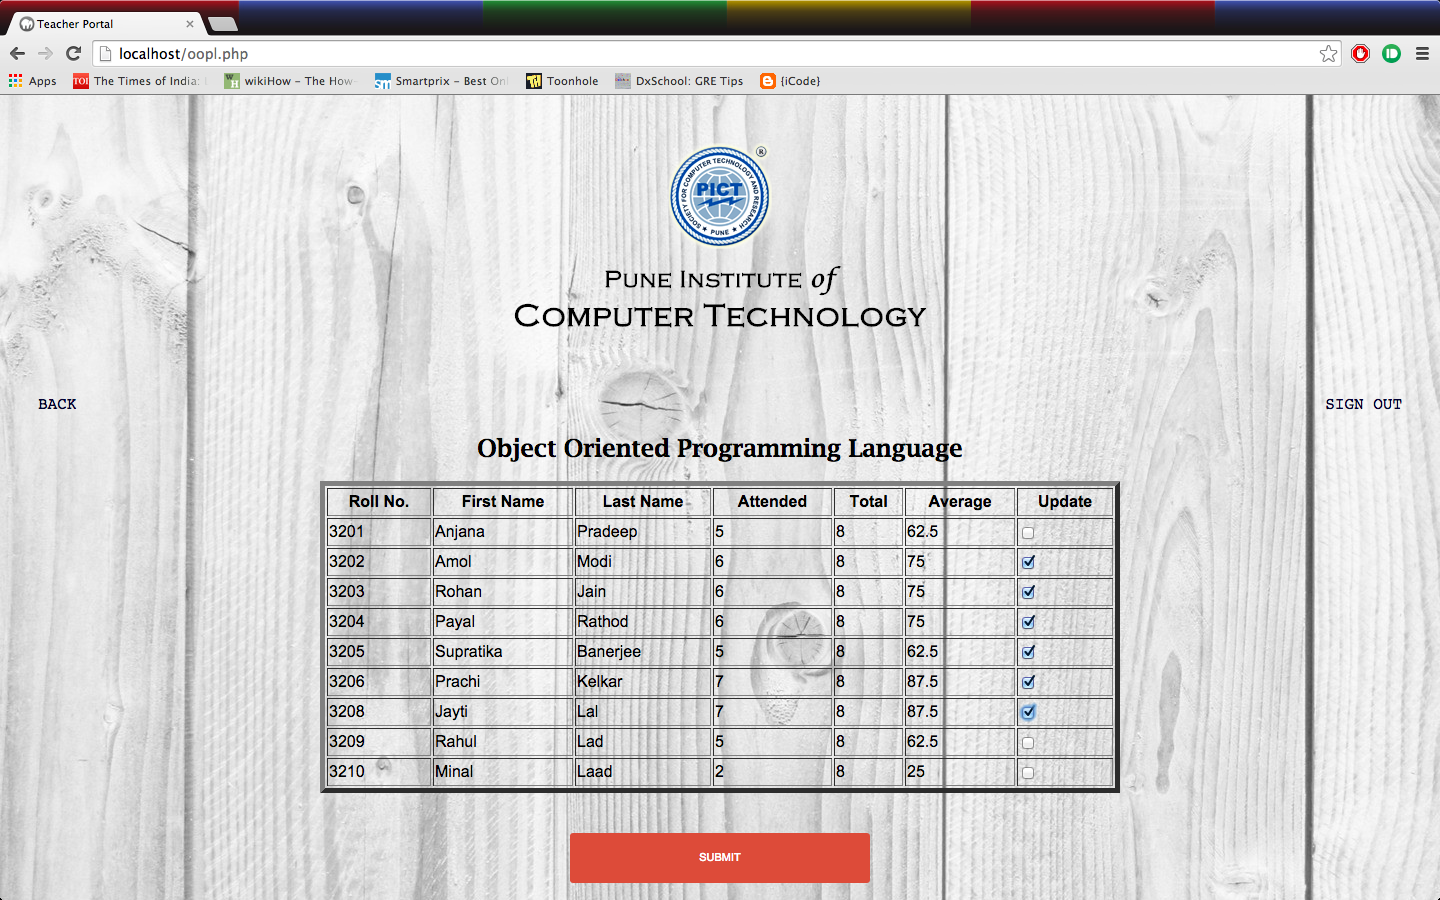 Teacher Portal
localhost/oopl.php
Apps TOI The Times of India: wH wikiHow – The How- Smartprix – Best Onl Toonhole DxSchool: GRE Tips {iCode}
®
SOCIETY FOR COMPUTER TECHNOLOGY AND RESEARCH
PICT
★ PUNE ★
PUNE INSTITUTE of
COMPUTER TECHNOLOGY
BACK
SIGN OUT
Object Oriented Programming Language
Roll No. First Name Last Name Attended Total Average Update
3201 Anjana Pradeep 5 8 62.5
3202 Amol Modi 6 8 75
3203 Rohan Jain 6 8 75
3204 Payal Rathod 6 8 75
3205 Supratika Banerjee 5 8 62.5
3206 Prachi Kelkar 7 8 87.5
3208 Jayti Lal 7 8 87.5
3209 Rahul Lad 5 8 62.5
3210 Minal Laad 2 8 25
SUBMIT